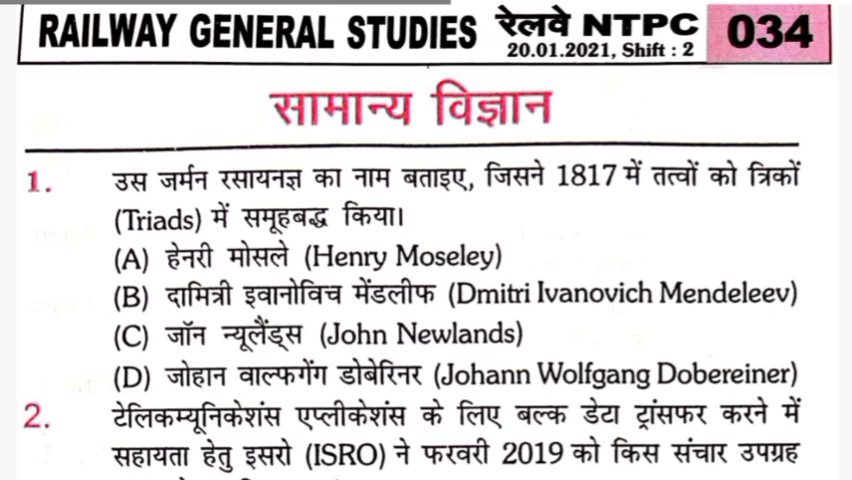 RAILWAY GENERAL STUDIES रेलवे NTPC 034
20.01.2021, Shift : 2
सामान्य विज्ञान
1. उस जर्मन रसायनज्ञ का नाम बताइए, जिसने 1817 में तत्वों को त्रिकों
(Triads) में समूहबद्ध किया।
(A) हेनरी मोसले (Henry Moseley)
(B) दामित्री इवानोविच मेंडलीफ (Dmitri Ivanovich Mendeleev)
(C) जॉन न्यूलैंड्स (John Newlands)
(D) जोहान वाल्फगेंग डोबेरिनर (Johann Wolfgang Dobereiner)
2. टेलिकम्यूनिकेशंस एप्लीकेशंस के लिए बल्क डेटा ट्रांसफर करने में
सहायता हेतु इसरो (ISRO) ने फरवरी 2019 को किस संचार उपग्रह